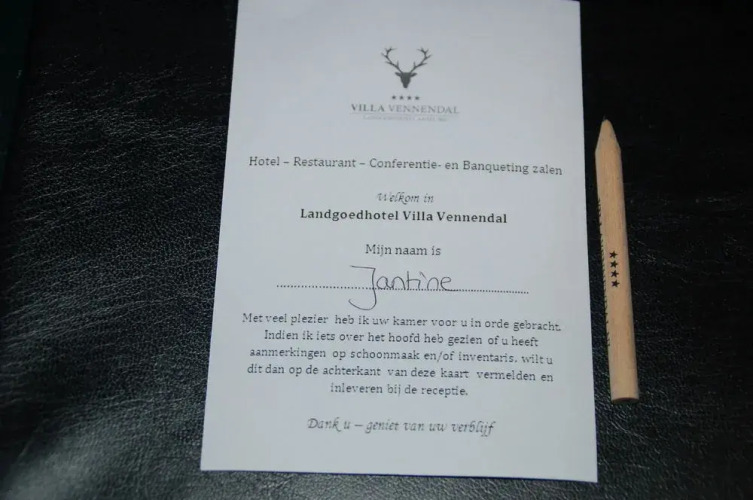 VILLA VENNENDAL
Hotel – Restaurant – Conferentie- en Banqueting zalen
Welkom in
Landgoedhotel Villa Vennendal
Mijn naam is
Jantine
Met veel plezier heb ik uw kamer voor u in orde gebracht.
Indien ik iets over het hoofd heb gezien of u heeft
aanmerkingen op schoonmaak en/of inventaris, wilt u
dit dan op de achterkant van deze kaart vermelden en
inleveren bij de receptie.
Dank u – geniet van uw verblijf